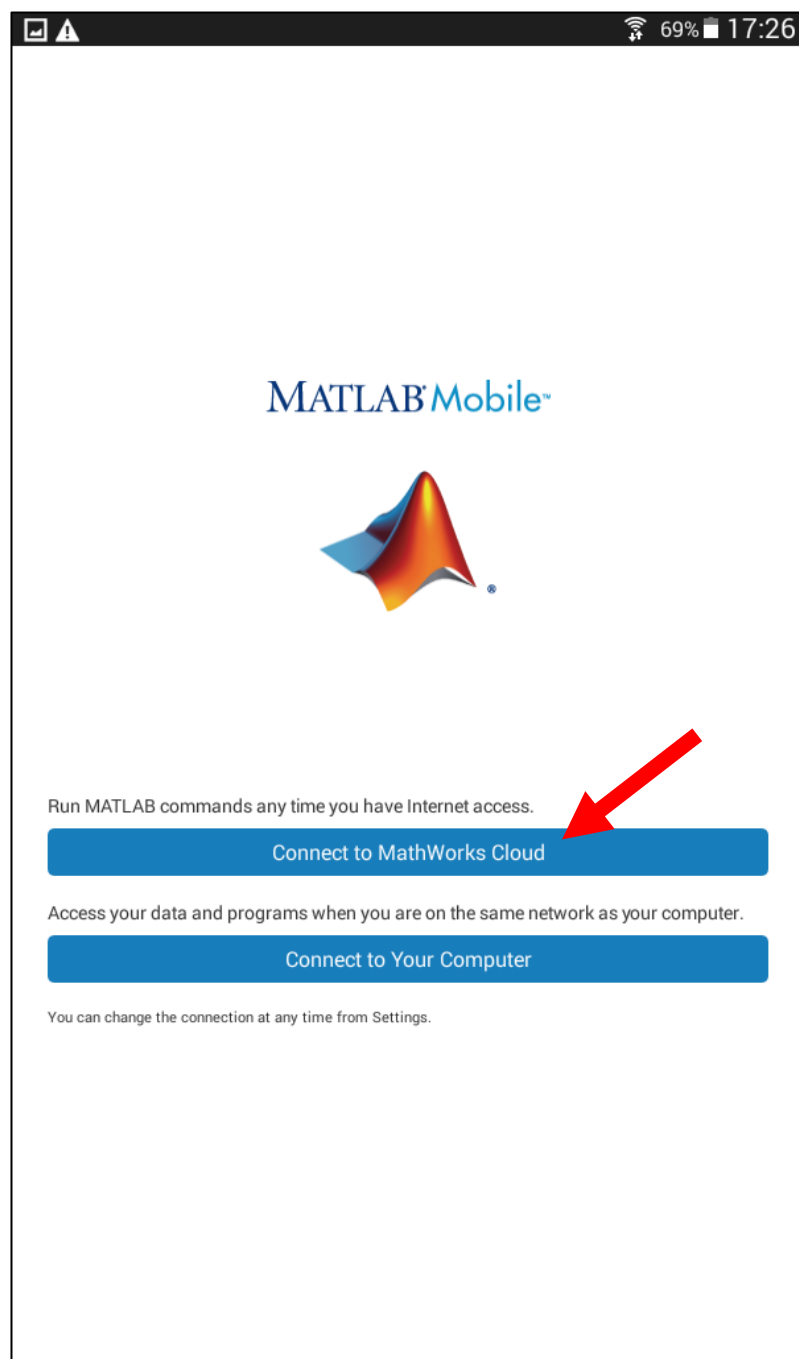 69% 17:26
MATLAB® Mobile™
®
Run MATLAB commands any time you have Internet access.
Connect to MathWorks Cloud
Access your data and programs when you are on the same network as your computer.
Connect to Your Computer
You can change the connection at any time from Settings.